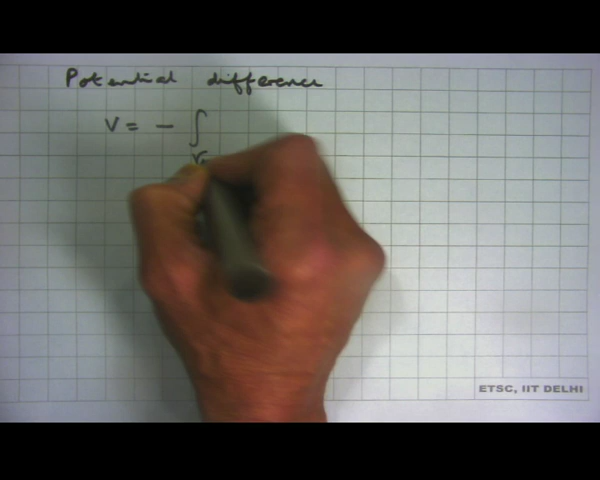 Potential difference
V = - ∫
ETSC, IIT DELHI